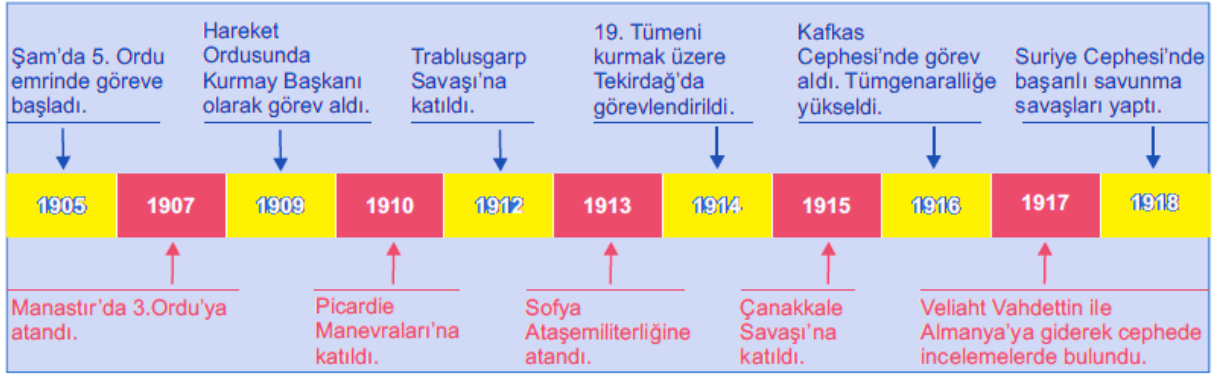 Şam’da 5. Ordu
emrinde göreve
başladı.
Hareket
Ordusunda
Kurmay Başkanı
olarak görev aldı.
Trablusgarp
Savaşı’na
katıldı.
19. Tümeni
kurmak üzere
Tekirdağ’da
görevlendirildi.
Kafkas
Cephesi’nde görev
aldı. Tümgenaralliğe
yükseldi.
Suriye Cephesi’nde
başanlı savunma
savaşları yaptı.
1905 1907 1909 1910 1912 1913 1914 1915 1916 1917 1918
Manastır’da 3.Ordu’ya
atandı.
Picardie
Manevraları’na
katıldı.
Sofya
Ataşemiliterliğine
atandı.
Çanakkale
Savaşı’na
katıldı.
Veliaht Vahdettin ile
Almanya’ya giderek cephede
incelemelerde bulundu.